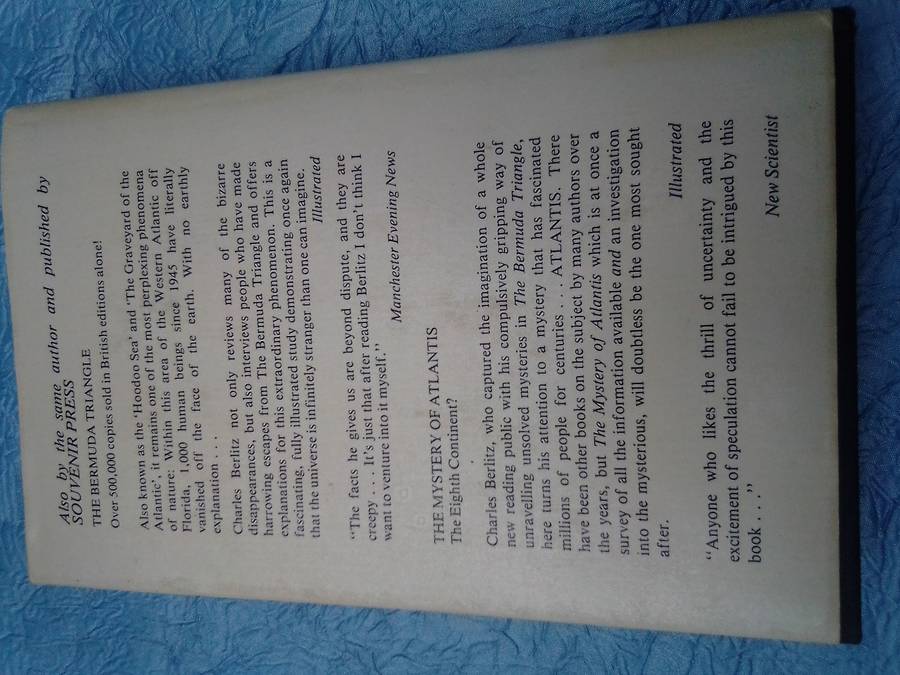 Also by the same author and published by
SOUVENIR PRESS
THE BERMUDA TRIANGLE
Over 500,000 copies sold in British editions alone!
Also known as the 'Hoodoo Sea' and 'The Graveyard of the
Atlantic', it remains one of the most perplexing phenomena
of nature: Within this area of the Western Atlantic off
Florida, 1,000 human beings since 1945 have literally
vanished off the face of the earth. With no earthly
explanation . . .
Charles Berlitz not only reviews many of the bizarre
disappearances, but also interviews people who have made
harrowing escapes from The Bermuda Triangle and offers
explanations for this extraordinary phenomenon. This is a
fascinating, fully illustrated study demonstrating once again
that the universe is infinitely stranger than one can imagine.
Illustrated
"The facts he gives us are beyond dispute, and they are
creepy . . . It's just that after reading Berlitz I don't think I
want to venture into it myself."
Manchester Evening News
THE MYSTERY OF ATLANTIS
The Eighth Continent?
Charles Berlitz, who captured the imagination of a whole
new reading public with his compulsively gripping way of
unravelling unsolved mysteries in The Bermuda Triangle,
here turns his attention to a mystery that has fascinated
millions of people for centuries . . . . ATLANTIS. There
have been other books on the subject by many authors over
the years, but The Mystery of Atlantis which is at once a
survey of all the information available and an investigation
into the mysterious, will doubtless be the one most sought
after.
Illustrated
"Anyone who likes the thrill of uncertainty and the
excitement of speculation cannot fail to be intrigued by this
book . . ."
New Scientist